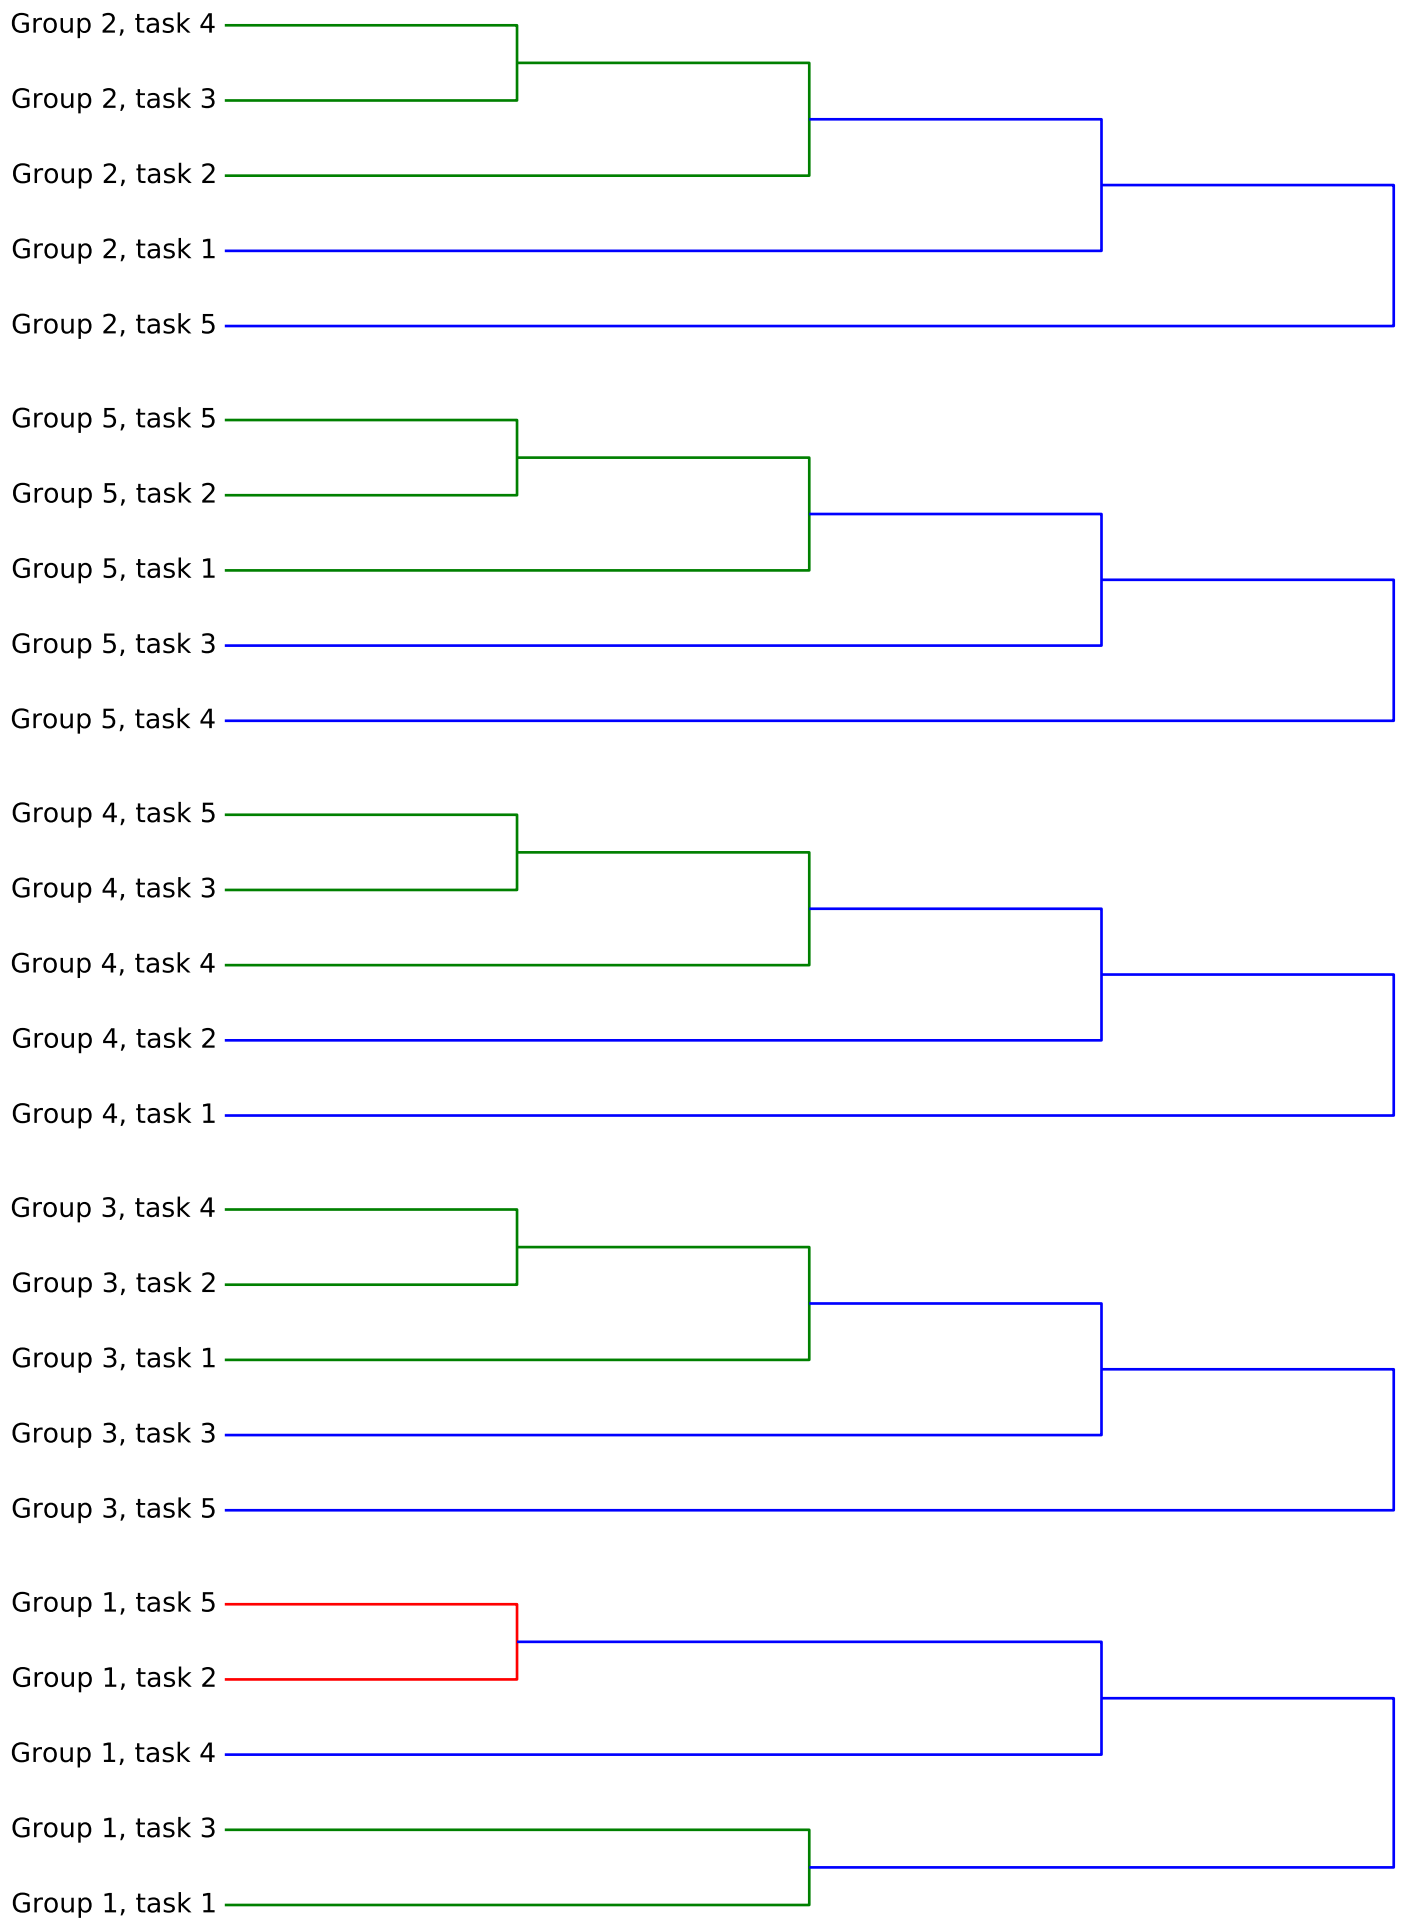 Group 2, task 4
Group 2, task 3
Group 2, task 2
Group 2, task 1
Group 2, task 5
Group 5, task 5
Group 5, task 2
Group 5, task 1
Group 5, task 3
Group 5, task 4
Group 4, task 5
Group 4, task 3
Group 4, task 4
Group 4, task 2
Group 4, task 1
Group 3, task 4
Group 3, task 2
Group 3, task 1
Group 3, task 3
Group 3, task 5
Group 1, task 5
Group 1, task 2
Group 1, task 4
Group 1, task 3
Group 1, task 1